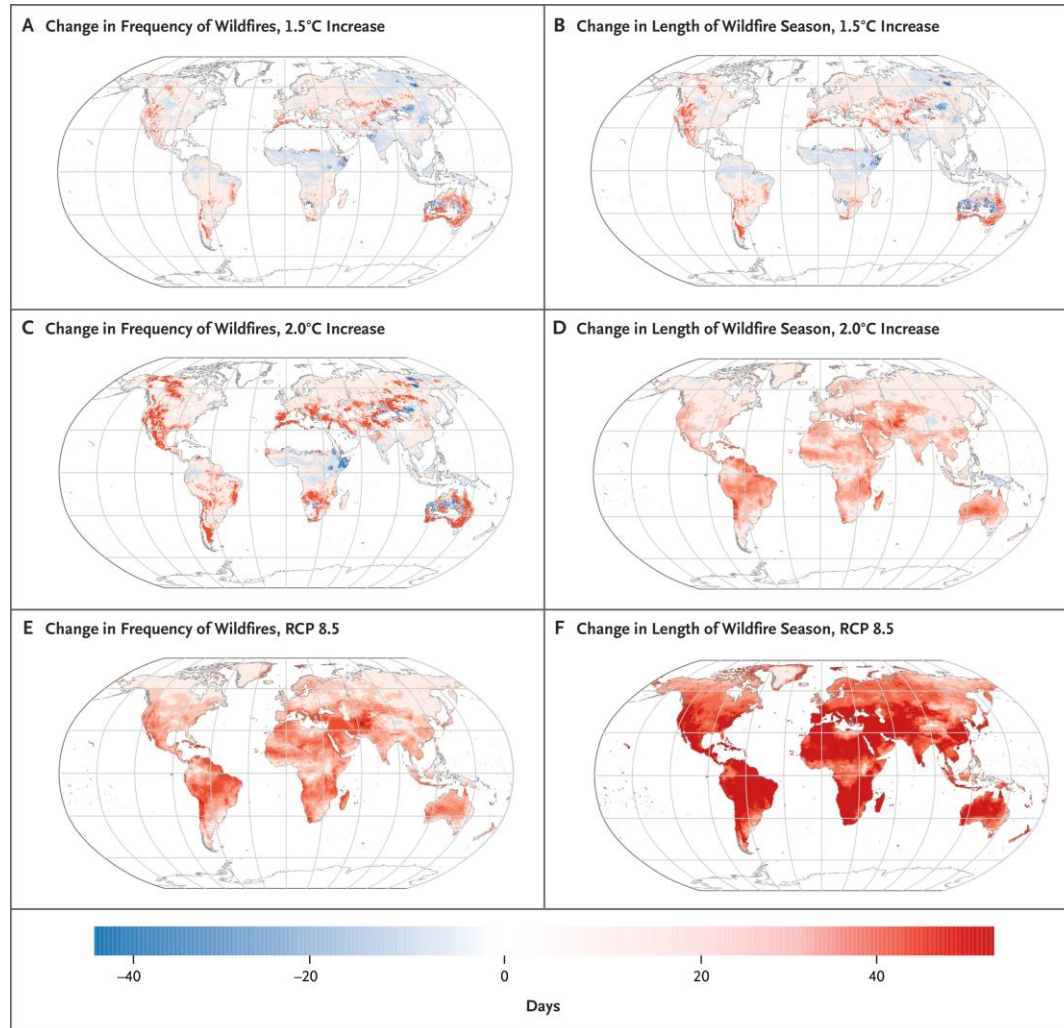 A Change in Frequency of Wildfires, 1.5°C Increase
B Change in Length of Wildfire Season, 1.5°C Increase
C Change in Frequency of Wildfires, 2.0°C Increase
D Change in Length of Wildfire Season, 2.0°C Increase
E Change in Frequency of Wildfires, RCP 8.5
F Change in Length of Wildfire Season, RCP 8.5
−40 −20 0 20 40
Days